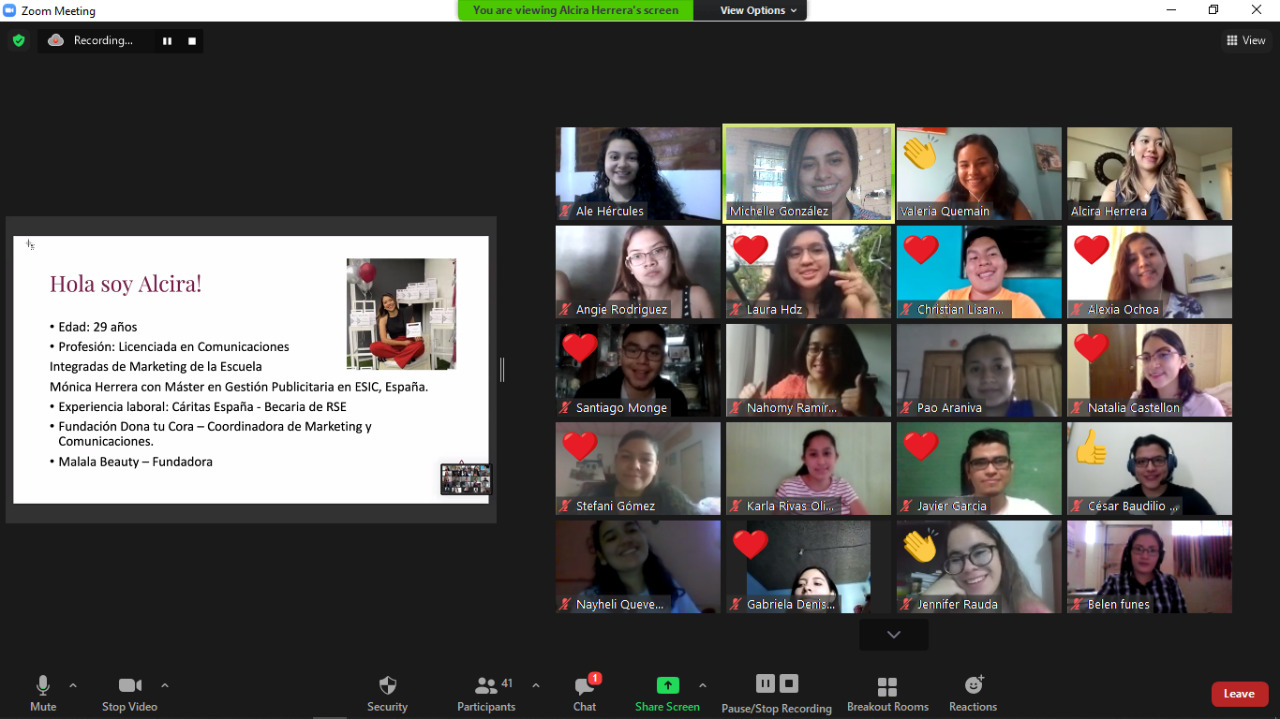 Zoom Meeting
You are viewing Alcira Herrera's screen
View Options
Recording...
View
Hola soy Alcira!
• Edad: 29 años
• Profesión: Licenciada en Comunicaciones
Integradas de Marketing de la Escuela
Mónica Herrera con Máster en Gestión Publicitaria en ESIC, España.
• Experiencia laboral: Cáritas España - Becaria de RSE
• Fundación Dona tu Cora – Coordinadora de Marketing y
Comunicaciones.
• Malala Beauty – Fundadora
Ale Hércules
Michelle González
Valeria Quemain
Alcira Herrera
Angie Rodriguez
Laura Hdz
Christian Lisan...
Alexia Ochoa
Santiago Monge
Nahomy Ramír...
Pao Araniva
Natalia Castellon
Stefani Gómez
Karla Rivas Oli...
Javier Garcia
César Baudilio ...
Nayheli Queve...
Gabriela Denis...
Jennifer Rauda
Belen funes
Mute
Stop Video
Security
Participants
41
Chat
1
Share Screen
Pause/Stop Recording
Breakout Rooms
Reactions
Leave